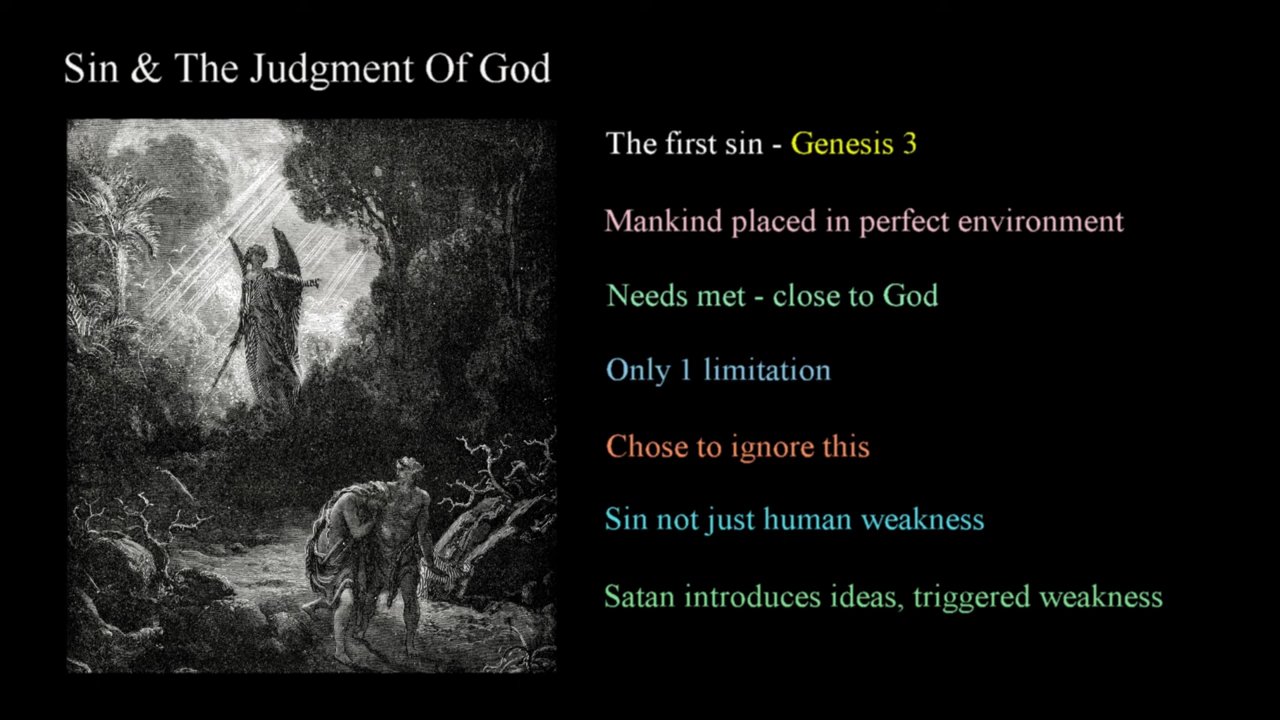 Sin & The Judgment Of God
The first sin - Genesis 3
Mankind placed in perfect environment
Needs met - close to God
Only 1 limitation
Chose to ignore this
Sin not just human weakness
Satan introduces ideas, triggered weakness